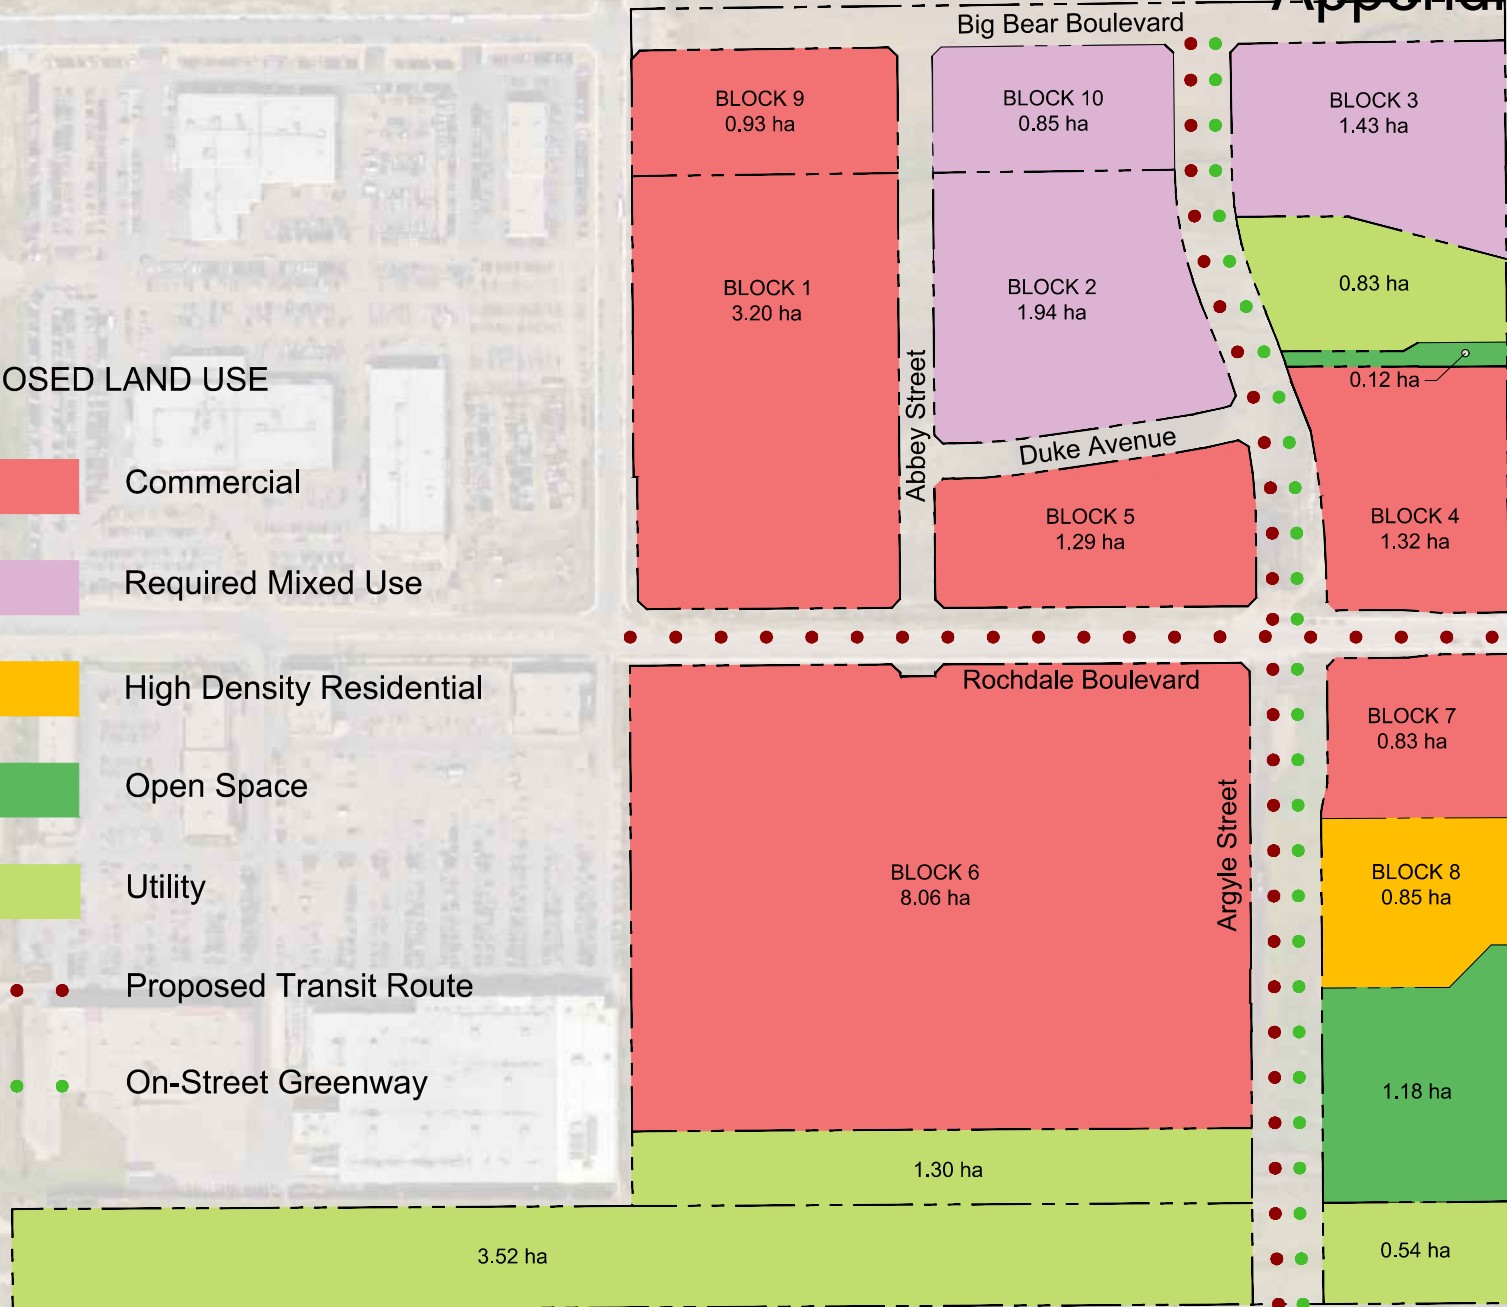 Big Bear Boulevard
BLOCK 9
0.93 ha
BLOCK 10
0.85 ha
BLOCK 3
1.43 ha
BLOCK 1
3.20 ha
BLOCK 2
1.94 ha
0.83 ha
0.12 ha
Abbey Street
Duke Avenue
BLOCK 5
1.29 ha
BLOCK 4
1.32 ha
OSED LAND USE
Commercial
Required Mixed Use
High Density Residential
Open Space
Utility
Proposed Transit Route
On-Street Greenway
Rochdale Boulevard
BLOCK 7
0.83 ha
Argyle Street
BLOCK 6
8.06 ha
BLOCK 8
0.85 ha
1.18 ha
1.30 ha
3.52 ha
0.54 ha